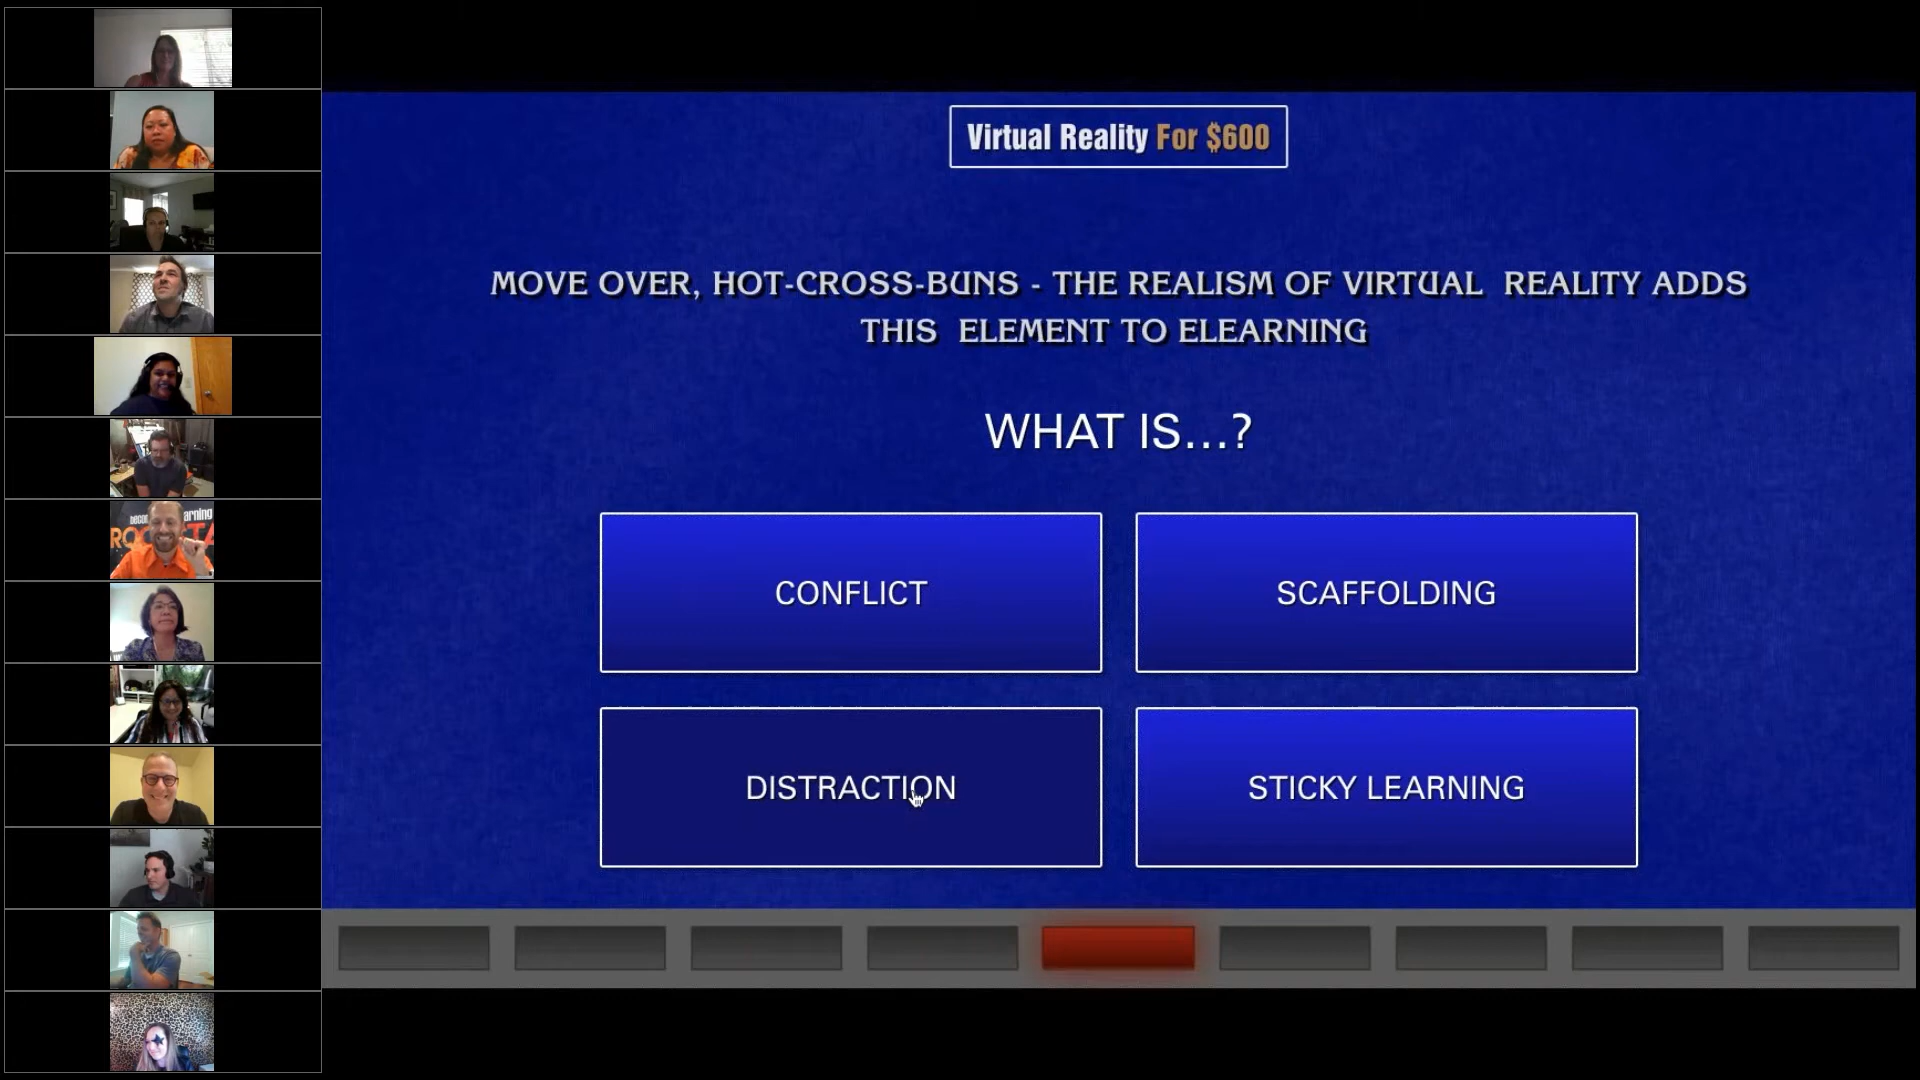 Virtual Reality For $600
MOVE OVER, HOT-CROSS-BUNS - THE REALISM OF VIRTUAL REALITY ADDS
THIS ELEMENT TO ELEARNING
WHAT IS...?
CONFLICT
SCAFFOLDING
DISTRACTION
STICKY LEARNING